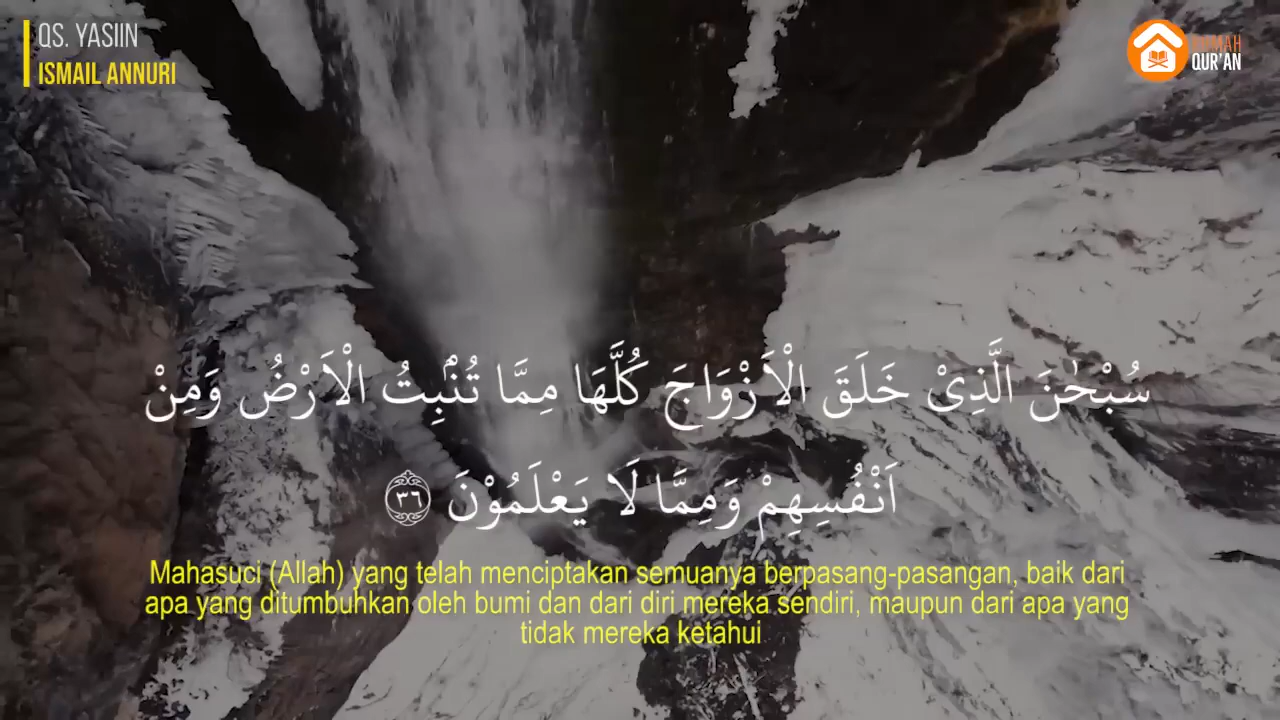 QS. YASIIN
ISMAIL ANNURI
RUMAH
QUR'AN
سُبْحٰنَ الَّذِيْ خَلَقَ الْاَزْوَاجَ كُلَّهَا مِمَّا تُنْۢبِتُ الْاَرْضُ وَمِنْ
اَنْفُسِهِمْ وَمِمَّا لَا يَعْلَمُوْنَ ٣٦
Mahasuci (Allah) yang telah menciptakan semuanya berpasang-pasangan, baik dari
apa yang ditumbuhkan oleh bumi dan dari diri mereka sendiri, maupun dari apa yang
tidak mereka ketahui